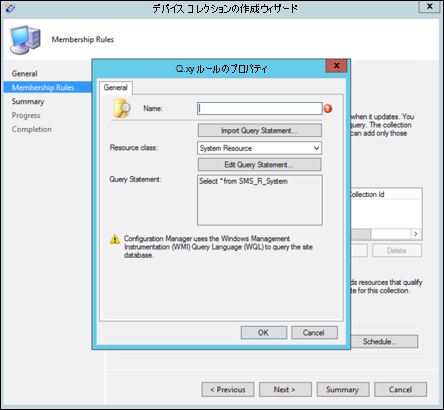 デバイス コレクションの作成ウィザード
Membership Rules
General
Membership Rules
Summary
Progress
Completion
when it updates. You
query. The collection
can add only those
Collection Id
Delete
ds resources that qualify
te for this collection.
Schedule...
Q.xy ルールのプロパティ
General
Name:
Import Query Statement...
Resource class:
System Resource
Edit Query Statement...
Query Statement:
Select * from SMS_R_System
Configuration Manager uses the Windows Management
Instrumentation (WMI) Query Language (WQL) to query the site
database.
OK
Cancel
< Previous
Next >
Summary
Cancel